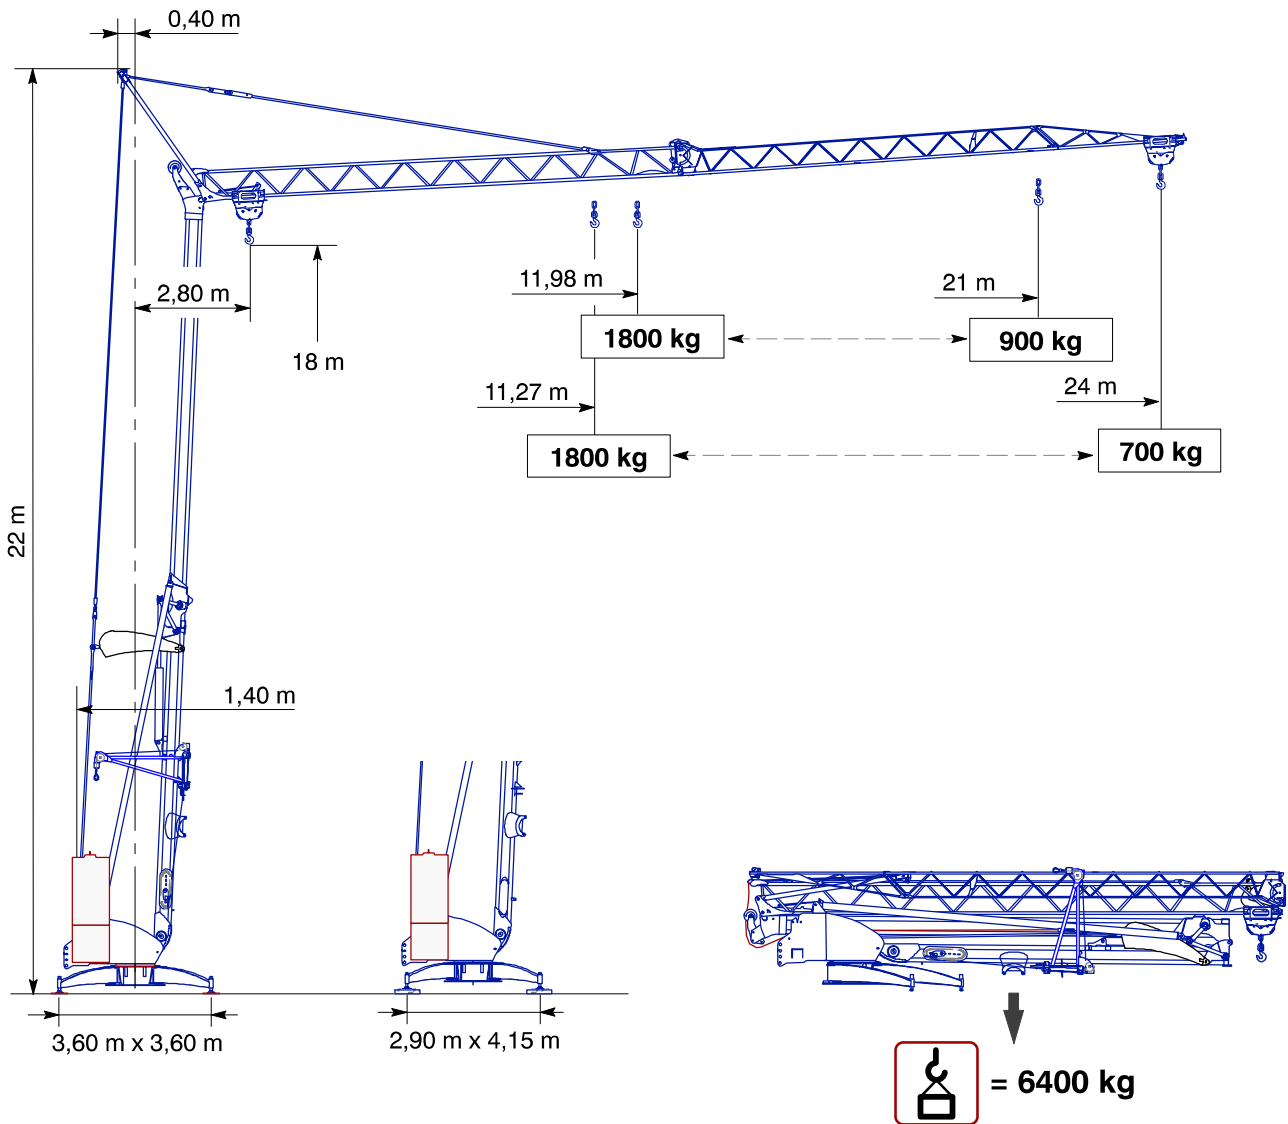 0,40 m
2,80 m
18 m
11,98 m
21 m
1800 kg
900 kg
11,27 m
24 m
1800 kg
700 kg
22 m
1,40 m
3,60 m x 3,60 m
2,90 m x 4,15 m
= 6400 kg